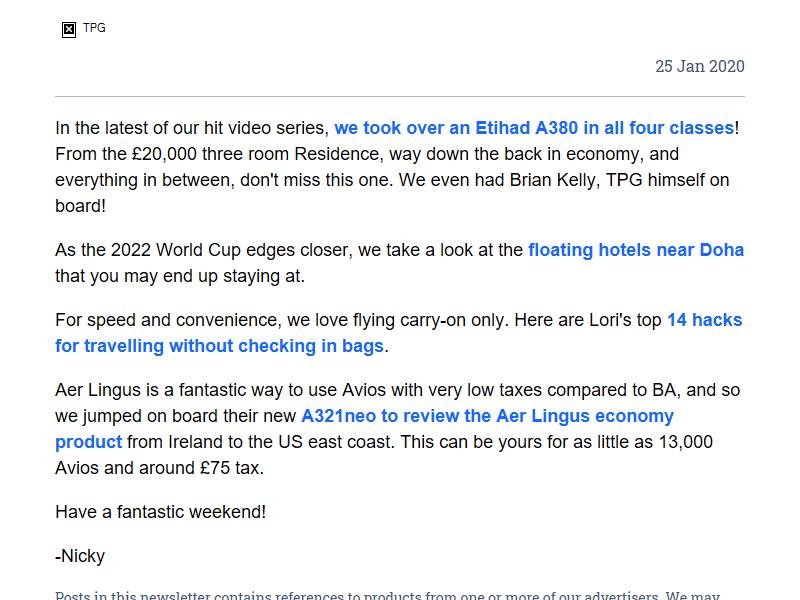 TPG
25 Jan 2020
In the latest of our hit video series, we took over an Etihad A380 in all four classes!
From the £20,000 three room Residence, way down the back in economy, and
everything in between, don't miss this one. We even had Brian Kelly, TPG himself on
board!
As the 2022 World Cup edges closer, we take a look at the floating hotels near Doha
that you may end up staying at.
For speed and convenience, we love flying carry-on only. Here are Lori's top 14 hacks
for travelling without checking in bags.
Aer Lingus is a fantastic way to use Avios with very low taxes compared to BA, and so
we jumped on board their new A321neo to review the Aer Lingus economy
product from Ireland to the US east coast. This can be yours for as little as 13,000
Avios and around £75 tax.
Have a fantastic weekend!
-Nicky
Posts in this newsletter contains references to products from one or more of our advertisers. We may